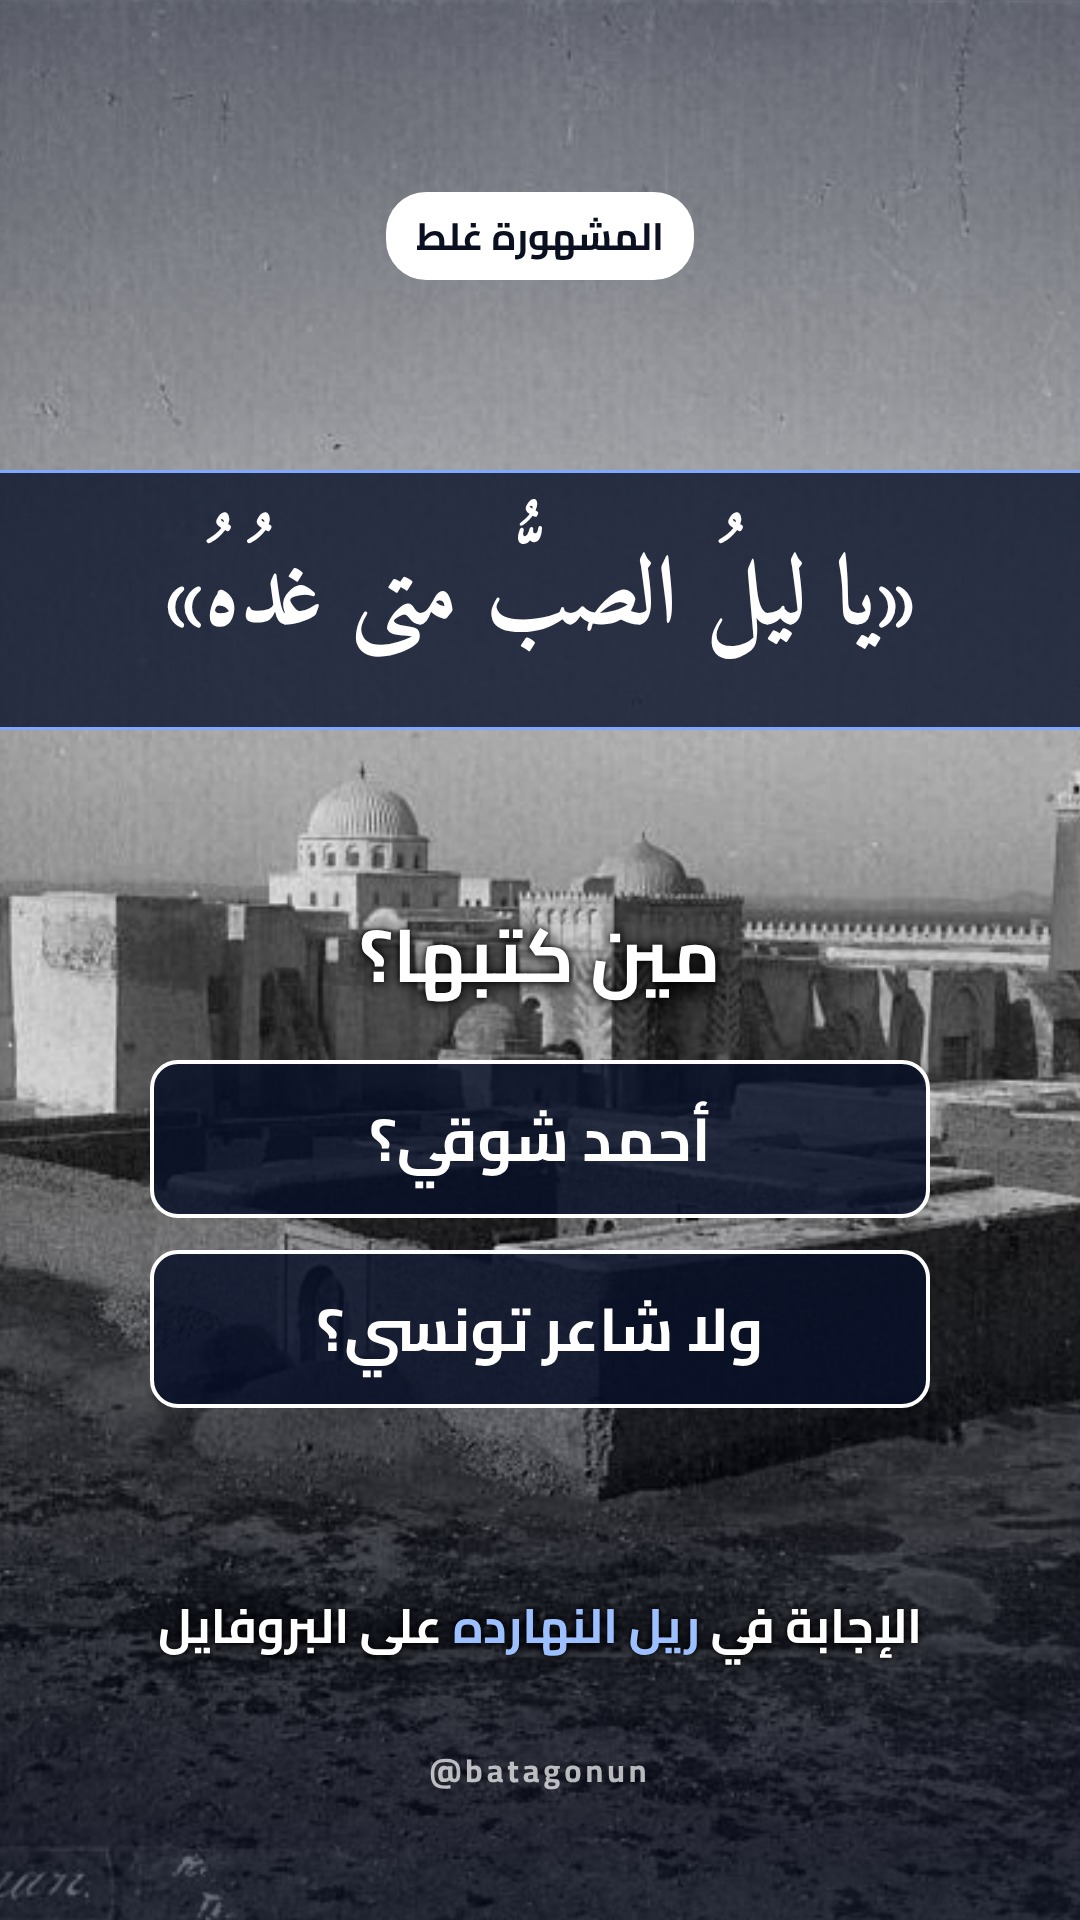 المشهورة غلط
«يا ليلُ الصبُّ متى غدُهُ»
مين كتبها؟
أحمد شوقي؟
ولا شاعر تونسي؟
الإجابة في ريل النهارده على البروفايل
@batagonun